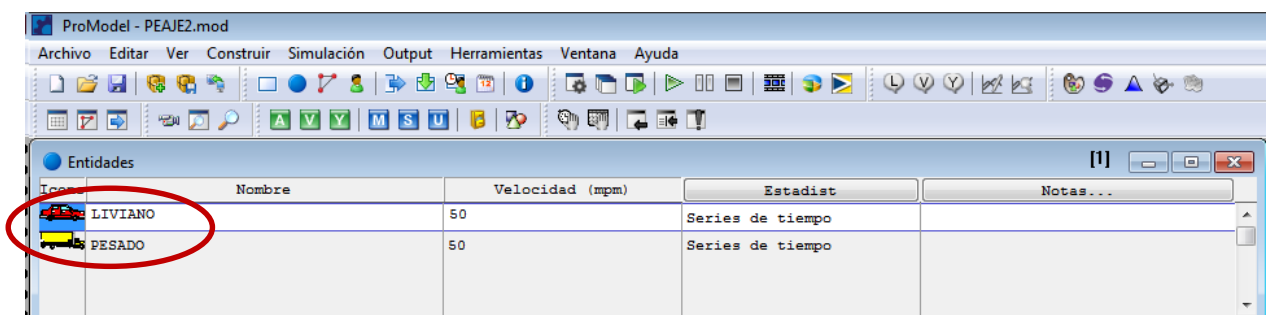 ProModel - PEAJE2.mod
Archivo Editar Ver Construir Simulación Output Herramientas Ventana Ayuda
L V Y
A V Y M S U
Entidades [1]
Icono Nombre Velocidad (mpm) Estadist Notas...
LIVIANO 50 Series de tiempo
PESADO 50 Series de tiempo